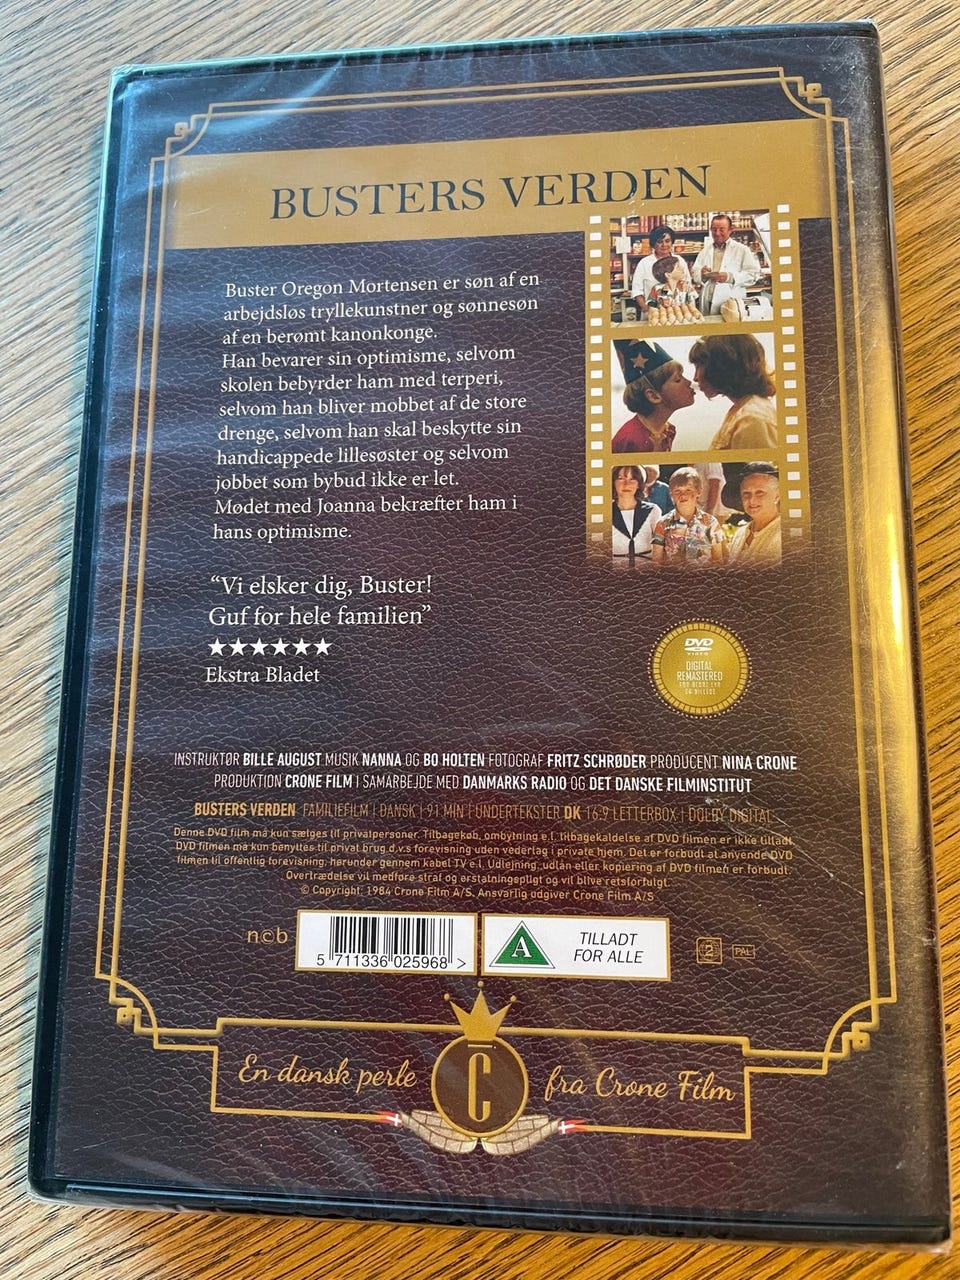 BUSTERS VERDEN
Buster Oregon Mortensen er søn af en
arbejdsløs tryllekunstner og sønnesøn
af en berømt kanonkonge.
Han bevarer sin optimisme, selvom
skolen bebyrder ham med terperi,
selvom han bliver mobbet af de store
drenge, selvom han skal beskytte sin
handicappede lillesøster og selvom
jobbet som bybud ikke er let.
Mødet med Joanna bekræfter ham i
hans optimisme.
“Vi elsker dig, Buster!
Guf for hele familien”
★★★★★★
Ekstra Bladet
DVD
VIDEO
DIGITAL
REMASTERED
FOR BEDRE LYD
OG BILLEDE
INSTRUKTØR BILLE AUGUST MUSIK NANNA OG BO HOLTEN FOTOGRAF FRITZ SCHRØDER PRODUCENT NINA CRONE
PRODUKTION CRONE FILM I SAMARBEJDE MED DANMARKS RADIO OG DET DANSKE FILMINSTITUT
BUSTERS VERDEN FAMILIEFILM | DANSK | 91 MIN | UNDERTEKSTER DK 16:9 LETTERBOX | DOLBY DIGITAL
Denne DVD film må kun sælges til privatpersoner. Tilbagekøb, ombytning e.l. tilbagekaldelse af DVD filmen er ikke tilladt
DVD filmen må kun benyttes til privat brug d.v.s forevisning uden vederlag i private hjem. Det er forbudt at anvende DVD
filmen til offentlig forevisning, herunder gennem kabel TV e.l. Udlejning, udlån eller kopiering af DVD filmen er forbudt.
Overtrædelse vil medføre straf og erstatningspligt og vil blive retsforfulgt.
© Copyright: 1984 Crone Film A/S. Ansvarlig udgiver Crone Film A/S
ncb
5 711336 025968 >
A
TILLADT
FOR ALLE
2
PAL
En dansk perle
C
fra Crone Film